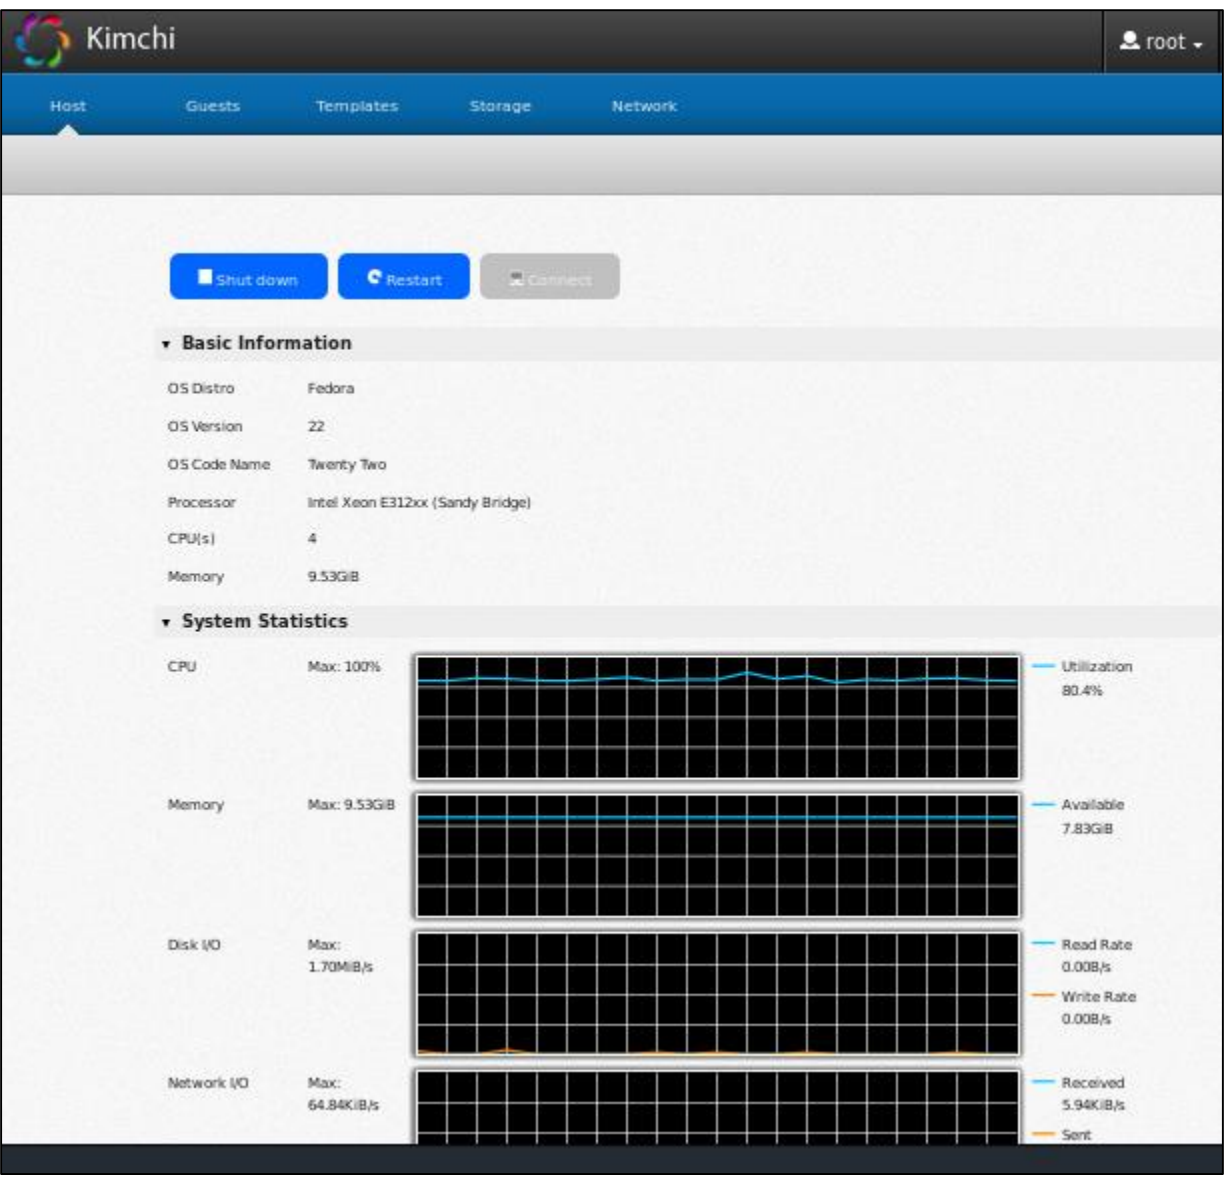 Kimchi
root
Host Guests Templates Storage Network
Shut down Restart Connect
Basic Information
OS Distro Fedora
OS Version 22
OS Code Name Twenty Two
Processor Intel Xeon E312xx (Sandy Bridge)
CPU(s) 4
Memory 9.53GiB
System Statistics
CPU Max: 100% Utilization
80.4%
Memory Max: 9.53GiB Available
7.83GiB
Disk I/O Max: Read Rate
1.70MiB/s 0.00B/s
Write Rate
0.00B/s
Network I/O Max: Received
64.84KiB/s 5.94KiB/s
Sent